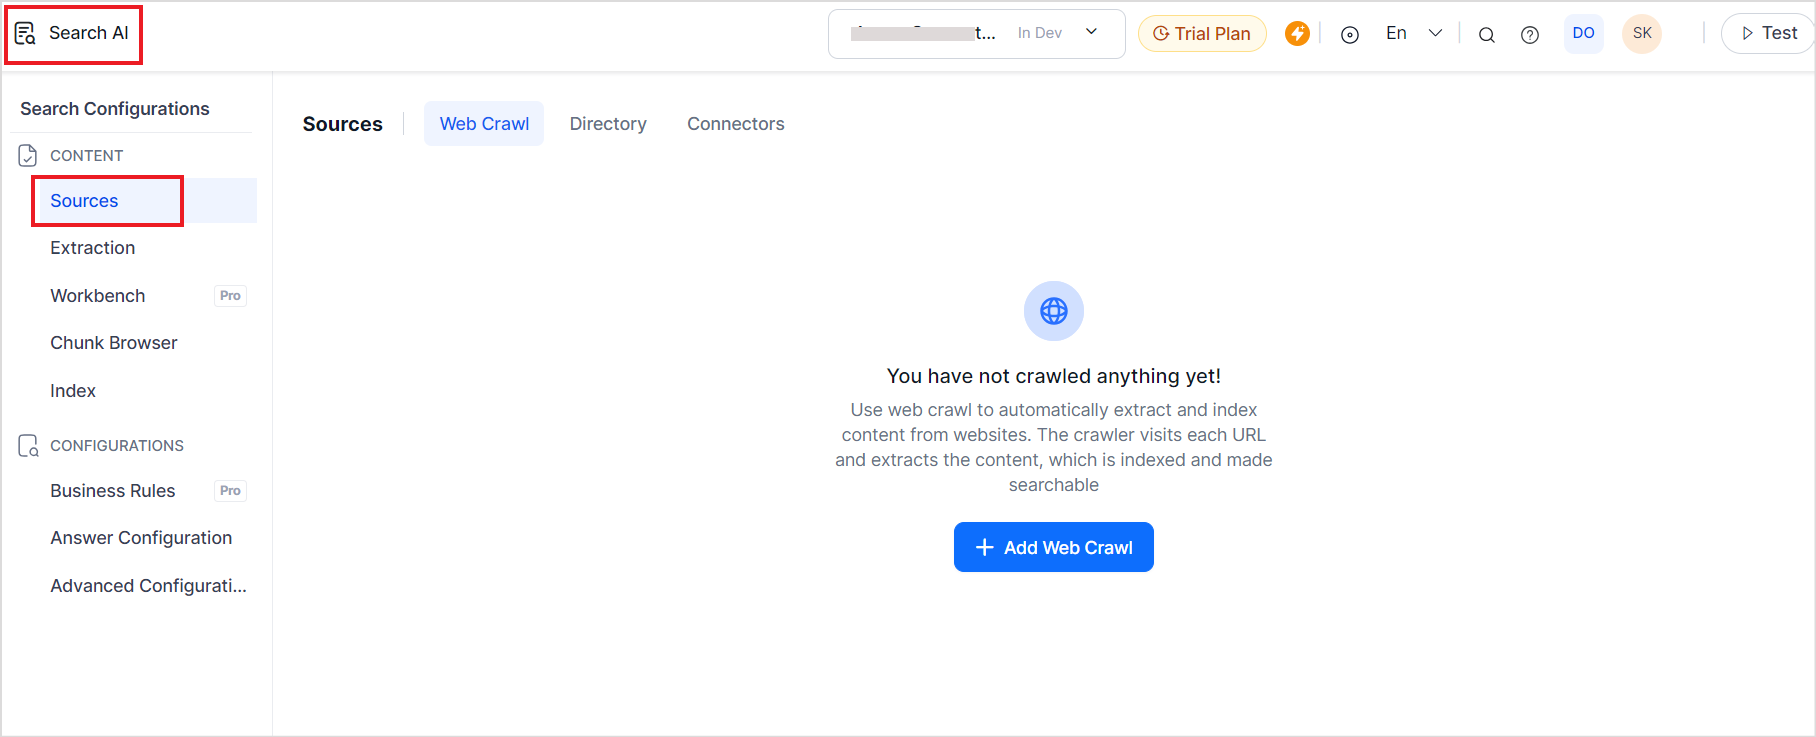 Search AI
t...
In Dev
Trial Plan
En
DO
SK
Test
Search Configurations
CONTENT
Sources
Extraction
Workbench
Pro
Chunk Browser
Index
CONFIGURATIONS
Business Rules
Pro
Answer Configuration
Advanced Configurati...
Sources
Web Crawl
Directory
Connectors
You have not crawled anything yet!
Use web crawl to automatically extract and index
content from websites. The crawler visits each URL
and extracts the content, which is indexed and made
searchable
Add Web Crawl